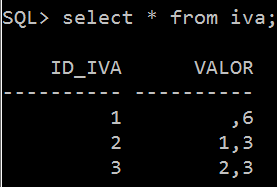 SQL> select * from iva;
ID_IVA VALOR
---------- ----------
1 ,6
2 1,3
3 2,3